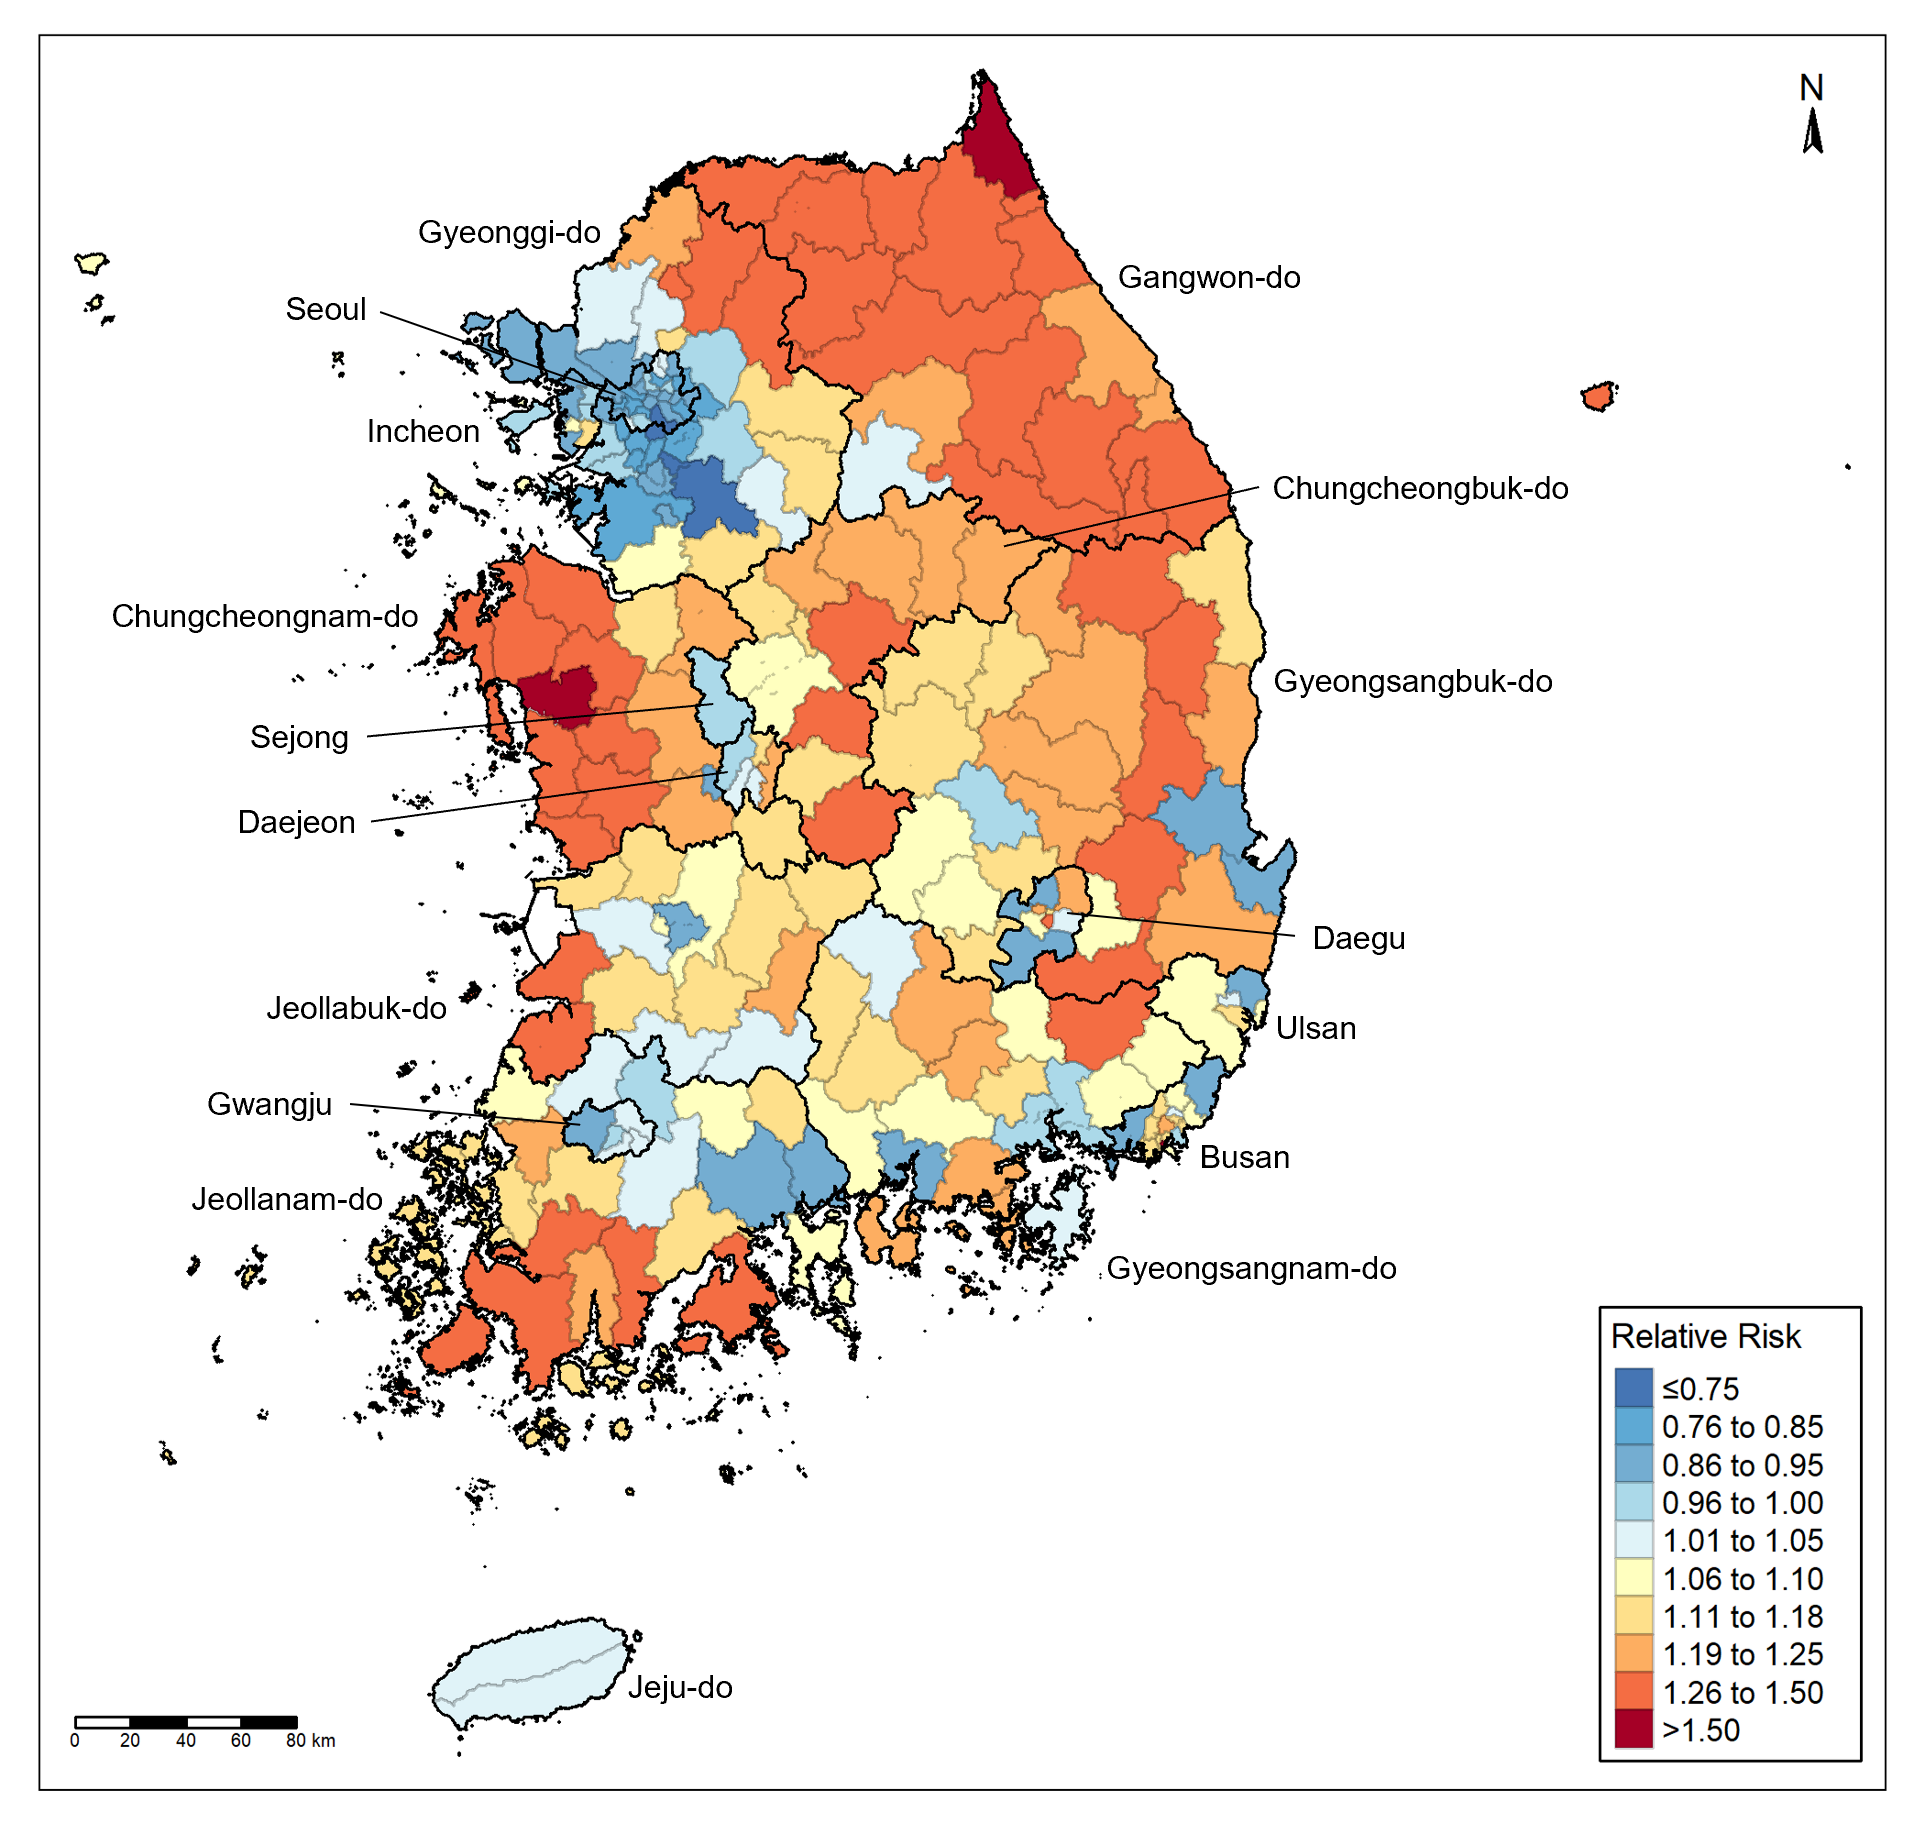 N
Gyeonggi-do
Gangwon-do
Seoul
Incheon
Chungcheongbuk-do
Chungcheongnam-do
Gyeongsangbuk-do
Sejong
Daejeon
Daegu
Jeollabuk-do
Ulsan
Gwangju
Busan
Jeollanam-do
Gyeongsangnam-do
Relative Risk
≤0.75
0.76 to 0.85
0.86 to 0.95
0.96 to 1.00
1.01 to 1.05
1.06 to 1.10
1.11 to 1.18
1.19 to 1.25
1.26 to 1.50
>1.50
Jeju-do
0 20 40 60 80 km